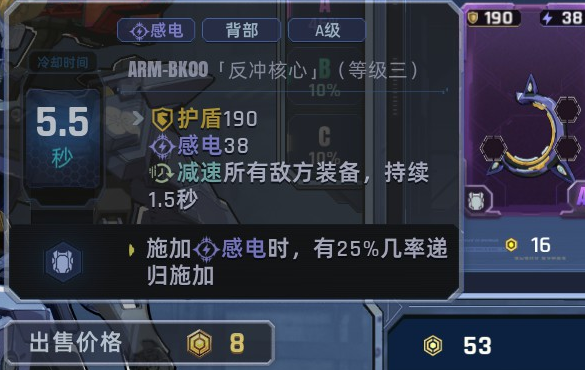 感电 背部 A级
190 38
冷却时间
ARM-BK00「反冲核心」(等级三)
5.5
秒
护盾190
感电38
减速所有敌方装备，持续
1.5秒
B
10%
C
10%
施加感电时，有25%几率递
归施加
16
出售价格 8
53